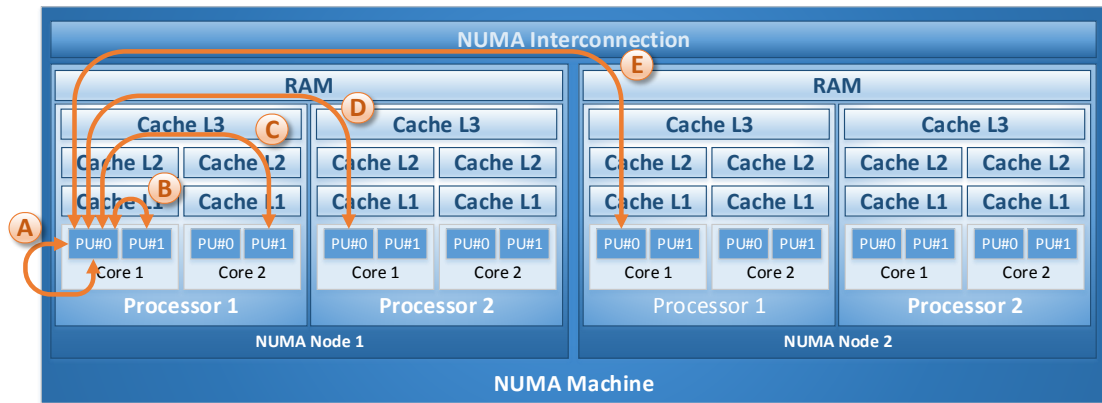 NUMA Interconnection
E
RAM RAM
D
Cache L3 Cache L3 Cache L3 Cache L3
C
Cache L2 Cache L2 Cache L2 Cache L2 Cache L2 Cache L2 Cache L2 Cache L2
B
Cache L1 Cache L1 Cache L1 Cache L1 Cache L1 Cache L1 Cache L1 Cache L1
A
PU#0 PU#1 PU#0 PU#1 PU#0 PU#1 PU#0 PU#1 PU#0 PU#1 PU#0 PU#1 PU#0 PU#1 PU#0 PU#1
Core 1 Core 2 Core 1 Core 2 Core 1 Core 2 Core 1 Core 2
Processor 1 Processor 2 Processor 1 Processor 2
NUMA Node 1 NUMA Node 2
NUMA Machine